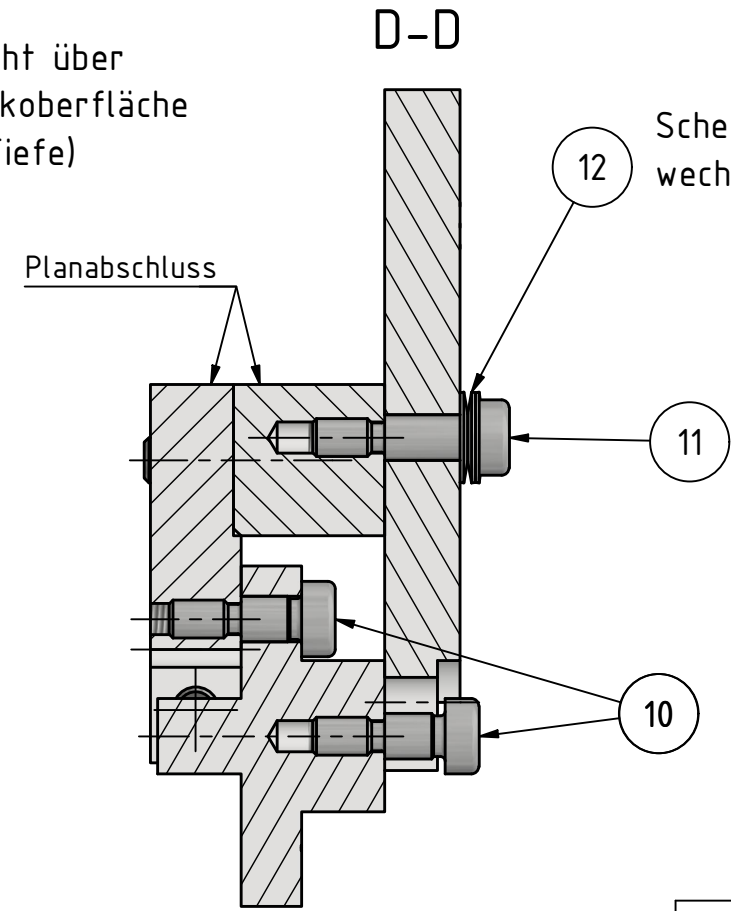 D-D
ht über
koberfläche
iefe)
Sche
wech
12
Planabschluss
11
10